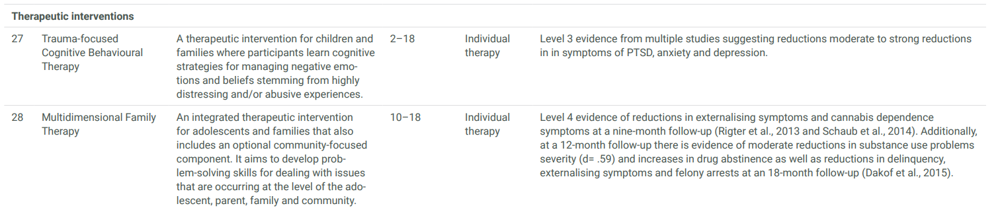 Therapeutic interventions
27
Trauma-focused
Cognitive Behavioural
Therapy
A therapeutic intervention for children and
families where participants learn cognitive
strategies for managing negative emo-
tions and beliefs stemming from highly
distressing and/or abusive experiences.
2–18
Individual
therapy
Level 3 evidence from multiple studies suggesting reductions moderate to strong reductions
in in symptoms of PTSD, anxiety and depression.
28
Multidimensional Family
Therapy
An integrated therapeutic intervention
for adolescents and families that also
includes an optional community-focused
component. It aims to develop prob-
lem-solving skills for dealing with issues
that are occurring at the level of the ado-
lescent, parent, family and community.
10–18
Individual
therapy
Level 4 evidence of reductions in externalising symptoms and cannabis dependence
symptoms at a nine-month follow-up (Rigter et al., 2013 and Schaub et al., 2014). Additionally,
at a 12-month follow-up there is evidence of moderate reductions in substance use problems
severity (d= .59) and increases in drug abstinence as well as reductions in delinquency,
externalising symptoms and felony arrests at an 18-month follow-up (Dakof et al., 2015).